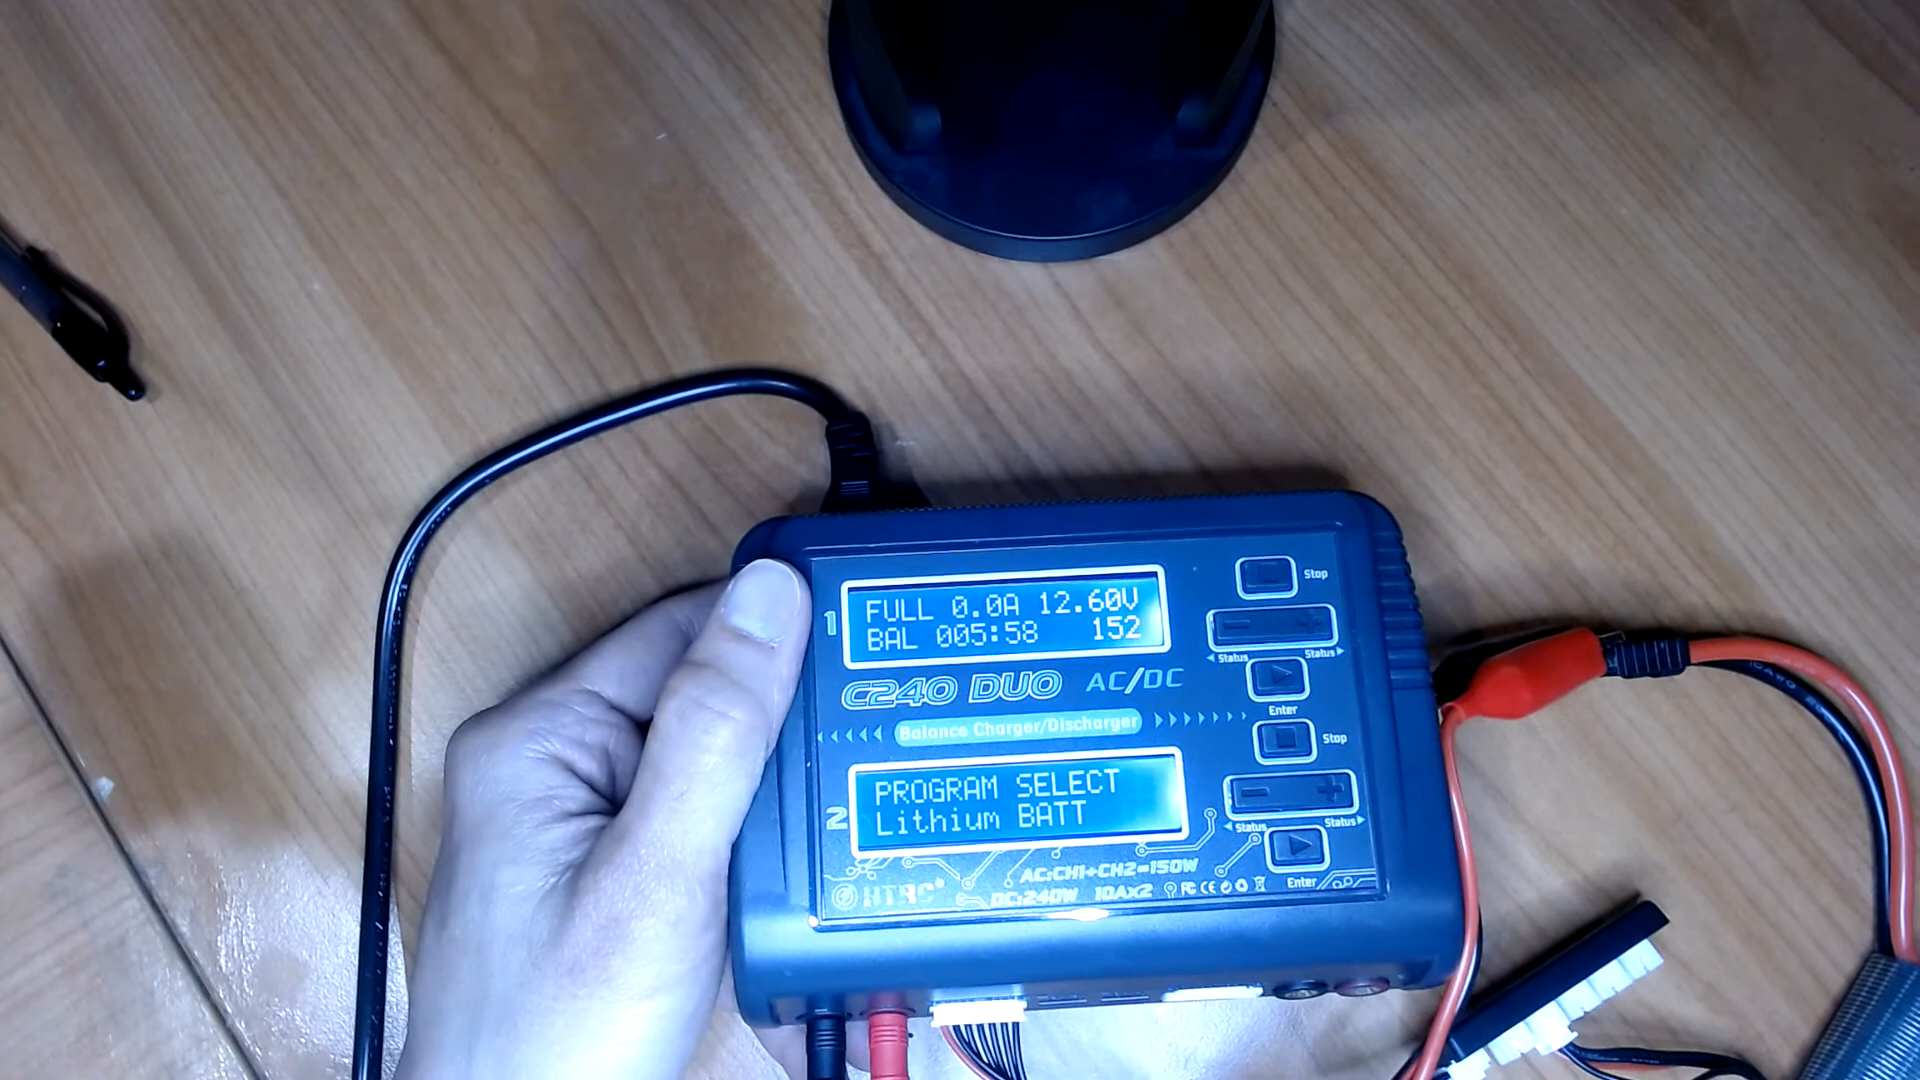 1
FULL 0.0A 12.60V
BAL 005:58 152
Stop
Status Status
Enter
C240 DUO AC/DC
Balance Charger/Discharger
2
PROGRAM SELECT
Lithium BATT
Stop
Status Status
Enter
AC:CH1+CH2=150W
HTRC DC:240W 10Ax2 FC CE